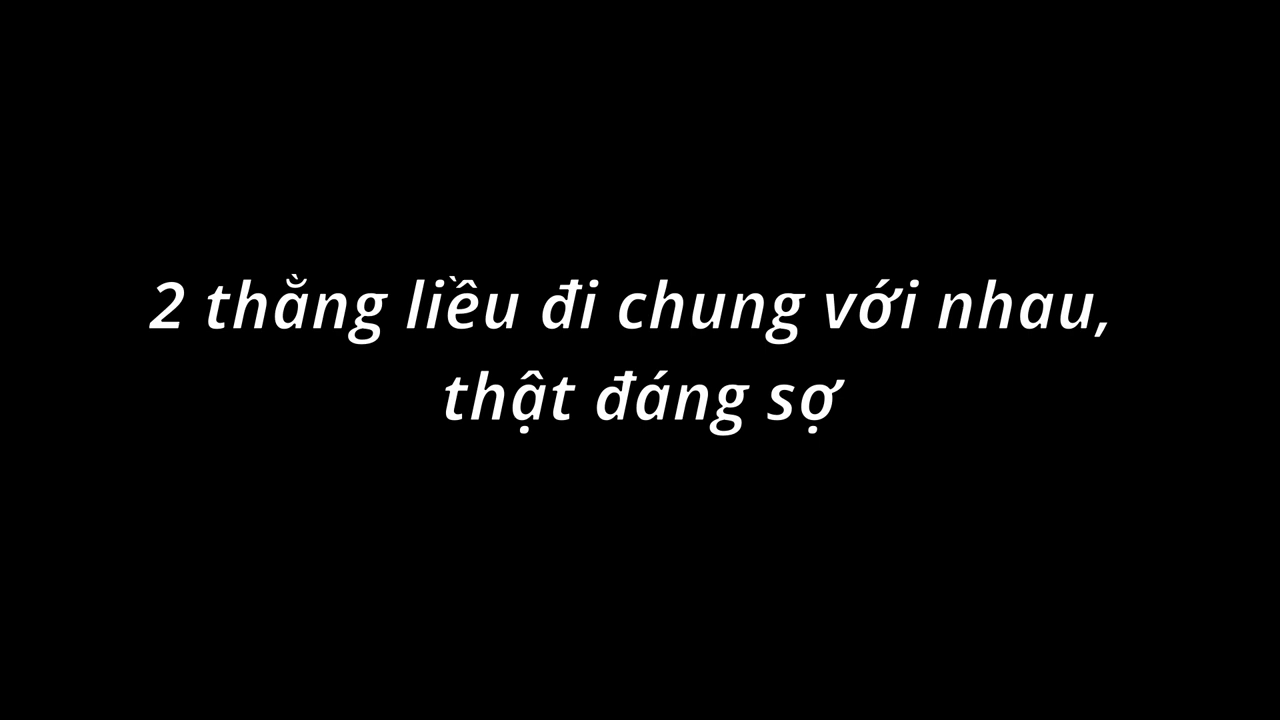 2 thằng liều đi chung với nhau,
thật đáng sợ